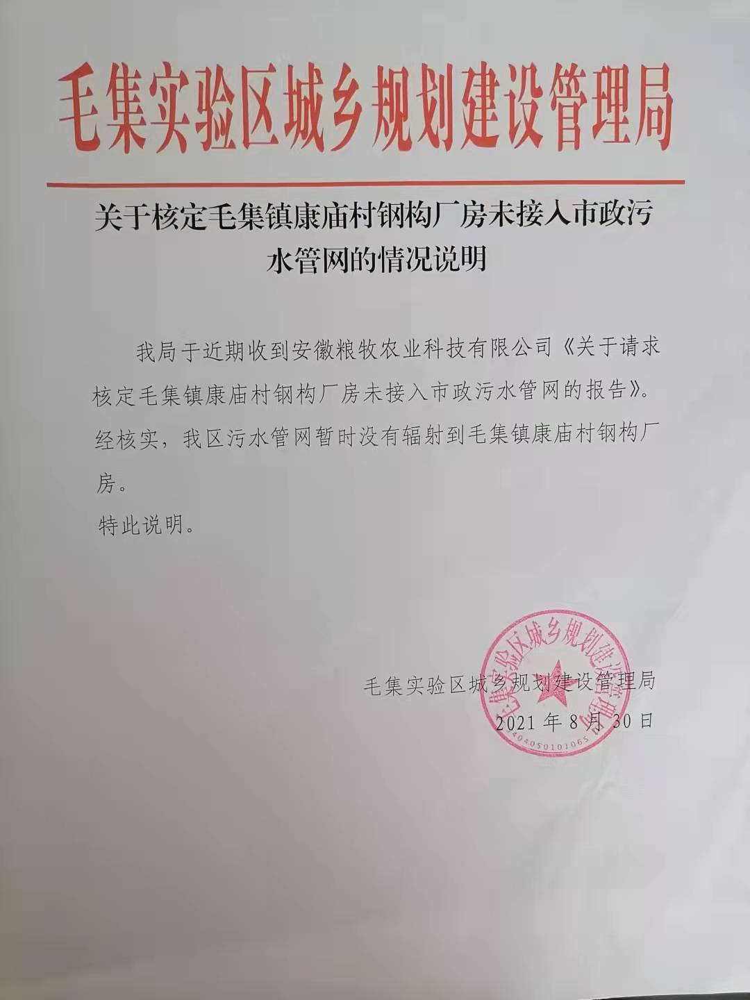 毛集实验区城乡规划建设管理局
关于核定毛集镇康庙村钢构厂房未接入市政污
水管网的情况说明
我局于近期收到安徽粮牧农业科技有限公司《关于请求
核定毛集镇康庙村钢构厂房未接入市政污水管网的报告》。
经核实，我区污水管网暂时没有辐射到毛集镇康庙村钢构厂
房。
特此说明。
毛集实验区城乡规划建设管理局
毛集实验区城乡规划建设管理局
2021 年 8 月 30 日
3404050101065